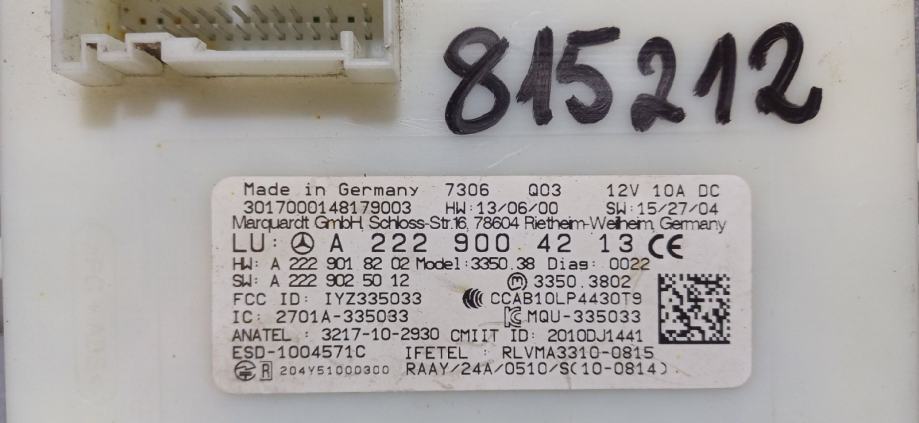 815212
Made in Germany 7306 Q03 12V 10A DC
3017000148179003 HW:13/06/00 SW:15/27/04
Marquardt GmbH, Schloss-Str.16, 78604 Rietheim-Weilheim, Germany
LU: A 222 900 42 13 CE
HW: A 222 901 82 02 Model:3350.38 Diag: 0022
SW: A 222 902 50 12 M 3350.3802
FCC ID: IYZ335033 CCAB10LP4430T9
IC: 2701A-335033 MQU-335033
ANATEL : 3217-10-2930 CMIIT ID: 2010DJ1441
ESD-1004571C IFETEL : RLVMA3310-0815
R 204Y51000300 RAAY/24A/0510/S(10-0814)